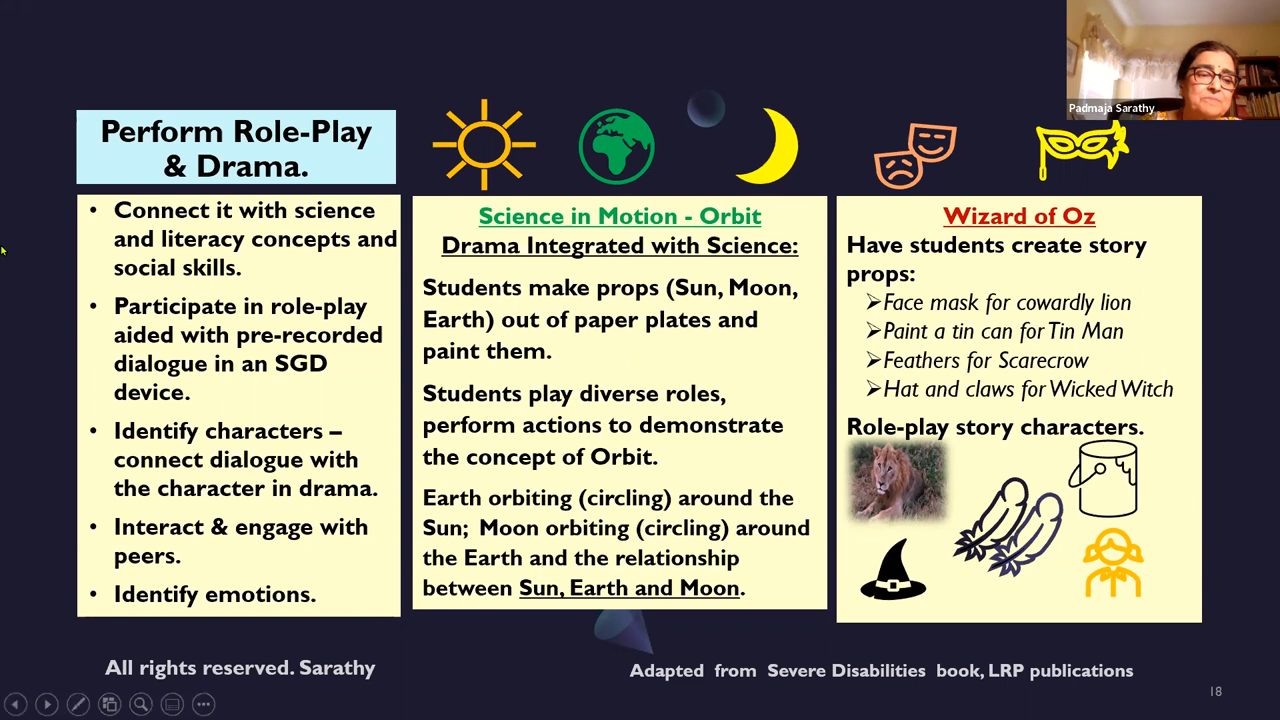 Padmaja Sarathy
Perform Role-Play
& Drama.
• Connect it with science
and literacy concepts and
social skills.
• Participate in role-play
aided with pre-recorded
dialogue in an SGD
device.
• Identify characters –
connect dialogue with
the character in drama.
• Interact & engage with
peers.
• Identify emotions.
Science in Motion - Orbit
Drama Integrated with Science:
Students make props (Sun, Moon,
Earth) out of paper plates and
paint them.
Students play diverse roles,
perform actions to demonstrate
the concept of Orbit.
Earth orbiting (circling) around the
Sun; Moon orbiting (circling) around
the Earth and the relationship
between Sun, Earth and Moon.
Wizard of Oz
Have students create story
props:
➢Face mask for cowardly lion
➢Paint a tin can for Tin Man
➢Feathers for Scarecrow
➢Hat and claws for Wicked Witch
Role-play story characters.
All rights reserved. Sarathy
Adapted from Severe Disabilities book, LRP publications
18